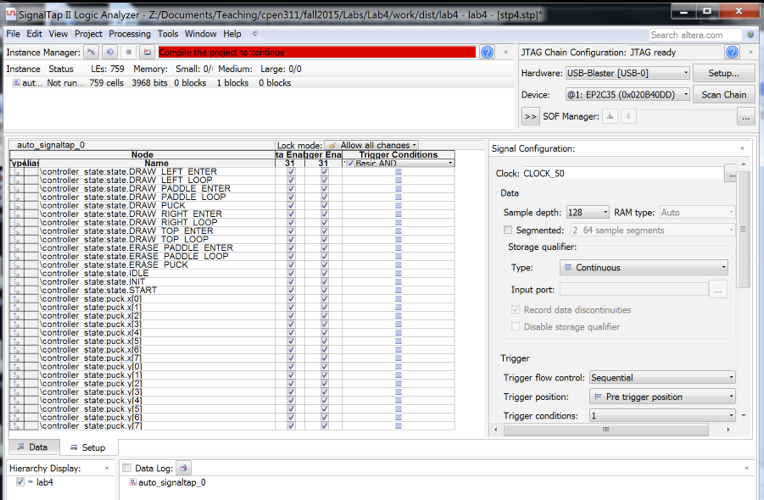 SignalTap II Logic Analyzer - Z:/Documents/Teaching/cpen311/fall2015/Labs/Lab4/work/dist/lab4 - lab4 - [stp4.stp]*
File Edit View Project Processing Tools Window Help
Search altera.com
Instance Manager: Compile the project to continue
JTAG Chain Configuration: JTAG ready
Instance Status LEs: 759 Memory: Small: 0/( Medium: Large: 0/0
aut... Not run... 759 cells 3968 bits 0 blocks 1 blocks 0 blocks
Hardware: USB-Blaster [USB-0] Setup...
Device: @1: EP2C35 (0x020B40DD) Scan Chain
>> SOF Manager: ...
auto_signaltap_0 Lock mode: Allow all changes
Node ta Enat gger Ena Trigger Conditions
Name 31 31 Basic AND
\controller_state:state.DRAW_LEFT_ENTER
\controller_state:state.DRAW_LEFT_LOOP
\controller_state:state.DRAW_PADDLE_ENTER
\controller_state:state.DRAW_PADDLE_LOOP
\controller_state:state.DRAW_PUCK
\controller_state:state.DRAW_RIGHT_ENTER
\controller_state:state.DRAW_RIGHT_LOOP
\controller_state:state.DRAW_TOP_ENTER
\controller_state:state.DRAW_TOP_LOOP
\controller_state:state.ERASE_PADDLE_ENTER
\controller_state:state.ERASE_PADDLE_LOOP
\controller_state:state.ERASE_PUCK
\controller_state:state.IDLE
\controller_state:state.INIT
\controller_state:state.START
\controller_state:puck.x[0]
\controller_state:puck.x[1]
\controller_state:puck.x[2]
\controller_state:puck.x[3]
\controller_state:puck.x[4]
\controller_state:puck.x[5]
\controller_state:puck.x[6]
\controller_state:puck.x[7]
\controller_state:puck.y[0]
\controller_state:puck.y[1]
\controller_state:puck.y[2]
\controller_state:puck.y[3]
\controller_state:puck.y[4]
\controller_state:puck.y[5]
\controller_state:puck.y[6]
\controller_state:puck.y[7]
Signal Configuration:
Clock: CLOCK_50 ...
Data
Sample depth: 128 RAM type: Auto
Segmented: 2 64 sample segments
Storage qualifier:
Type: Continuous
Input port: ...
Record data discontinuities
Disable storage qualifier
Trigger
Trigger flow control: Sequential
Trigger position: Pre trigger position
Trigger conditions: 1
Data Setup
Hierarchy Display: Data Log:
lab4 auto_signaltap_0